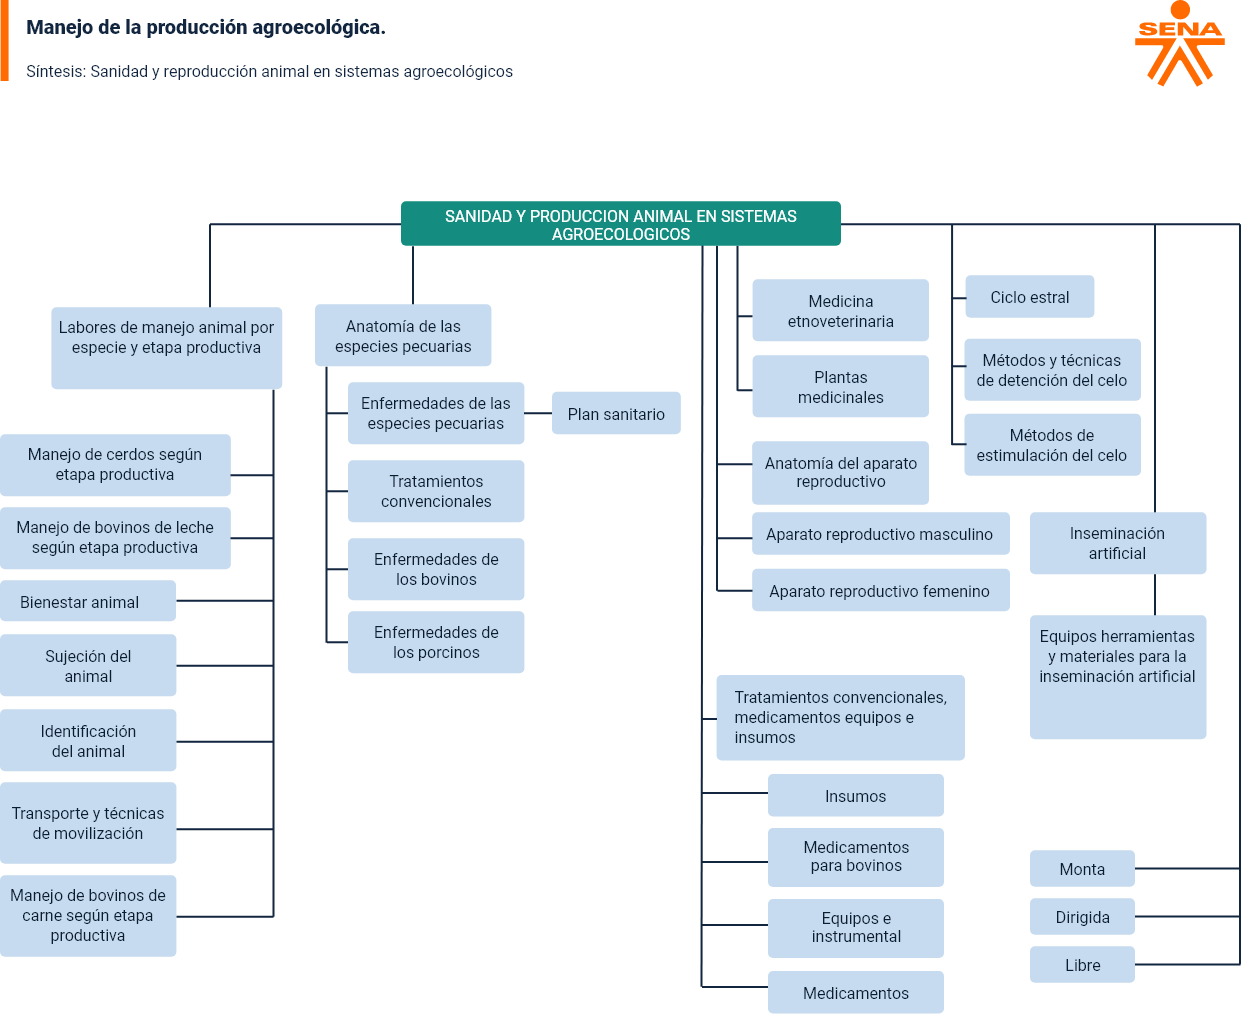 Manejo de la producción agroecológica.
Síntesis: Sanidad y reproducción animal en sistemas agroecológicos
SENA
SANIDAD Y PRODUCCION ANIMAL EN SISTEMAS
AGROECOLOGICOS
Labores de manejo animal por
especie y etapa productiva
Manejo de cerdos según
etapa productiva
Manejo de bovinos de leche
según etapa productiva
Bienestar animal
Sujeción del
animal
Identificación
del animal
Transporte y técnicas
de movilización
Manejo de bovinos de
carne según etapa
productiva
Anatomía de las
especies pecuarias
Enfermedades de las
especies pecuarias
Plan sanitario
Tratamientos
convencionales
Enfermedades de
los bovinos
Enfermedades de
los porcinos
Medicina
etnoveterinaria
Plantas
medicinales
Anatomía del aparato
reproductivo
Aparato reproductivo masculino
Aparato reproductivo femenino
Tratamientos convencionales,
medicamentos equipos e
insumos
Insumos
Medicamentos
para bovinos
Equipos e
instrumental
Medicamentos
Ciclo estral
Métodos y técnicas
de detención del celo
Métodos de
estimulación del celo
Inseminación
artificial
Equipos herramientas
y materiales para la
inseminación artificial
Monta
Dirigida
Libre